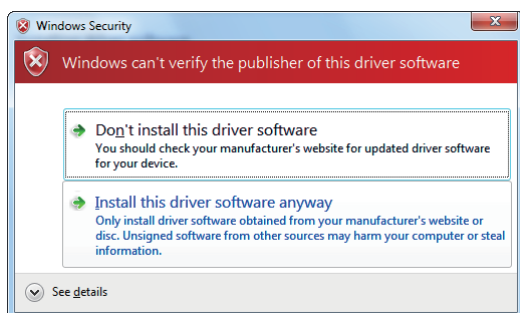 Windows Security
Windows can't verify the publisher of this driver software
Don't install this driver software
You should check your manufacturer's website for updated driver software
for your device.
Install this driver software anyway
Only install driver software obtained from your manufacturer's website or
disc. Unsigned software from other sources may harm your computer or steal
information.
See details